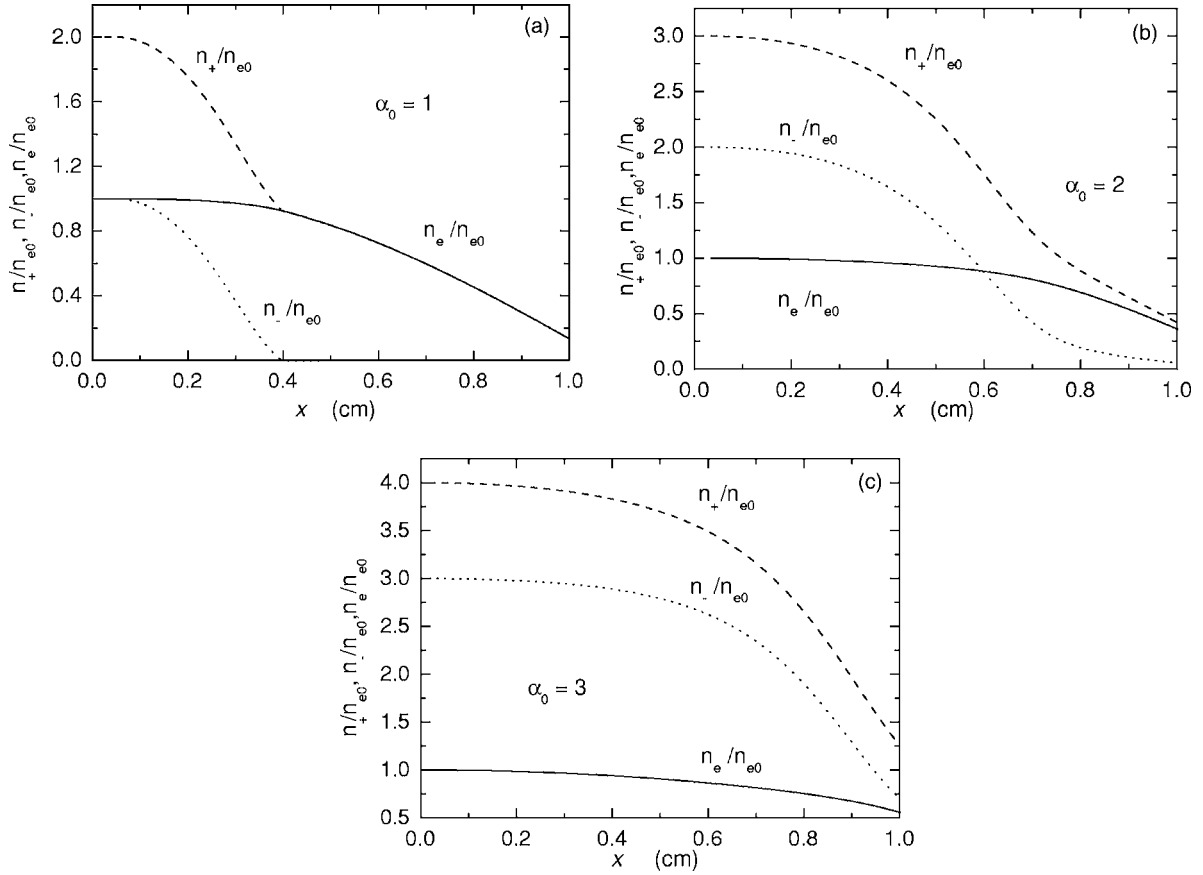 (a)
n₊/nₑ₀, n₋/nₑ₀, nₑ/nₑ₀
2.0
1.6
1.2
0.8
0.4
0.0
n₊/nₑ₀
α₀ = 1
nₑ/nₑ₀
n₋/nₑ₀
0.0 0.2 0.4 0.6 0.8 1.0
x (cm)
(b)
n₊/nₑ₀, n₋/nₑ₀, nₑ/nₑ₀
3.0
2.5
2.0
1.5
1.0
0.5
0.0
n₊/nₑ₀
n₋/nₑ₀
α₀ = 2
nₑ/nₑ₀
0.0 0.2 0.4 0.6 0.8 1.0
x (cm)
(c)
n₊/nₑ₀, n₋/nₑ₀, nₑ/nₑ₀
4.0
3.5
3.0
2.5
2.0
1.5
1.0
0.5
n₊/nₑ₀
n₋/nₑ₀
α₀ = 3
nₑ/nₑ₀
0.0 0.2 0.4 0.6 0.8 1.0
x (cm)